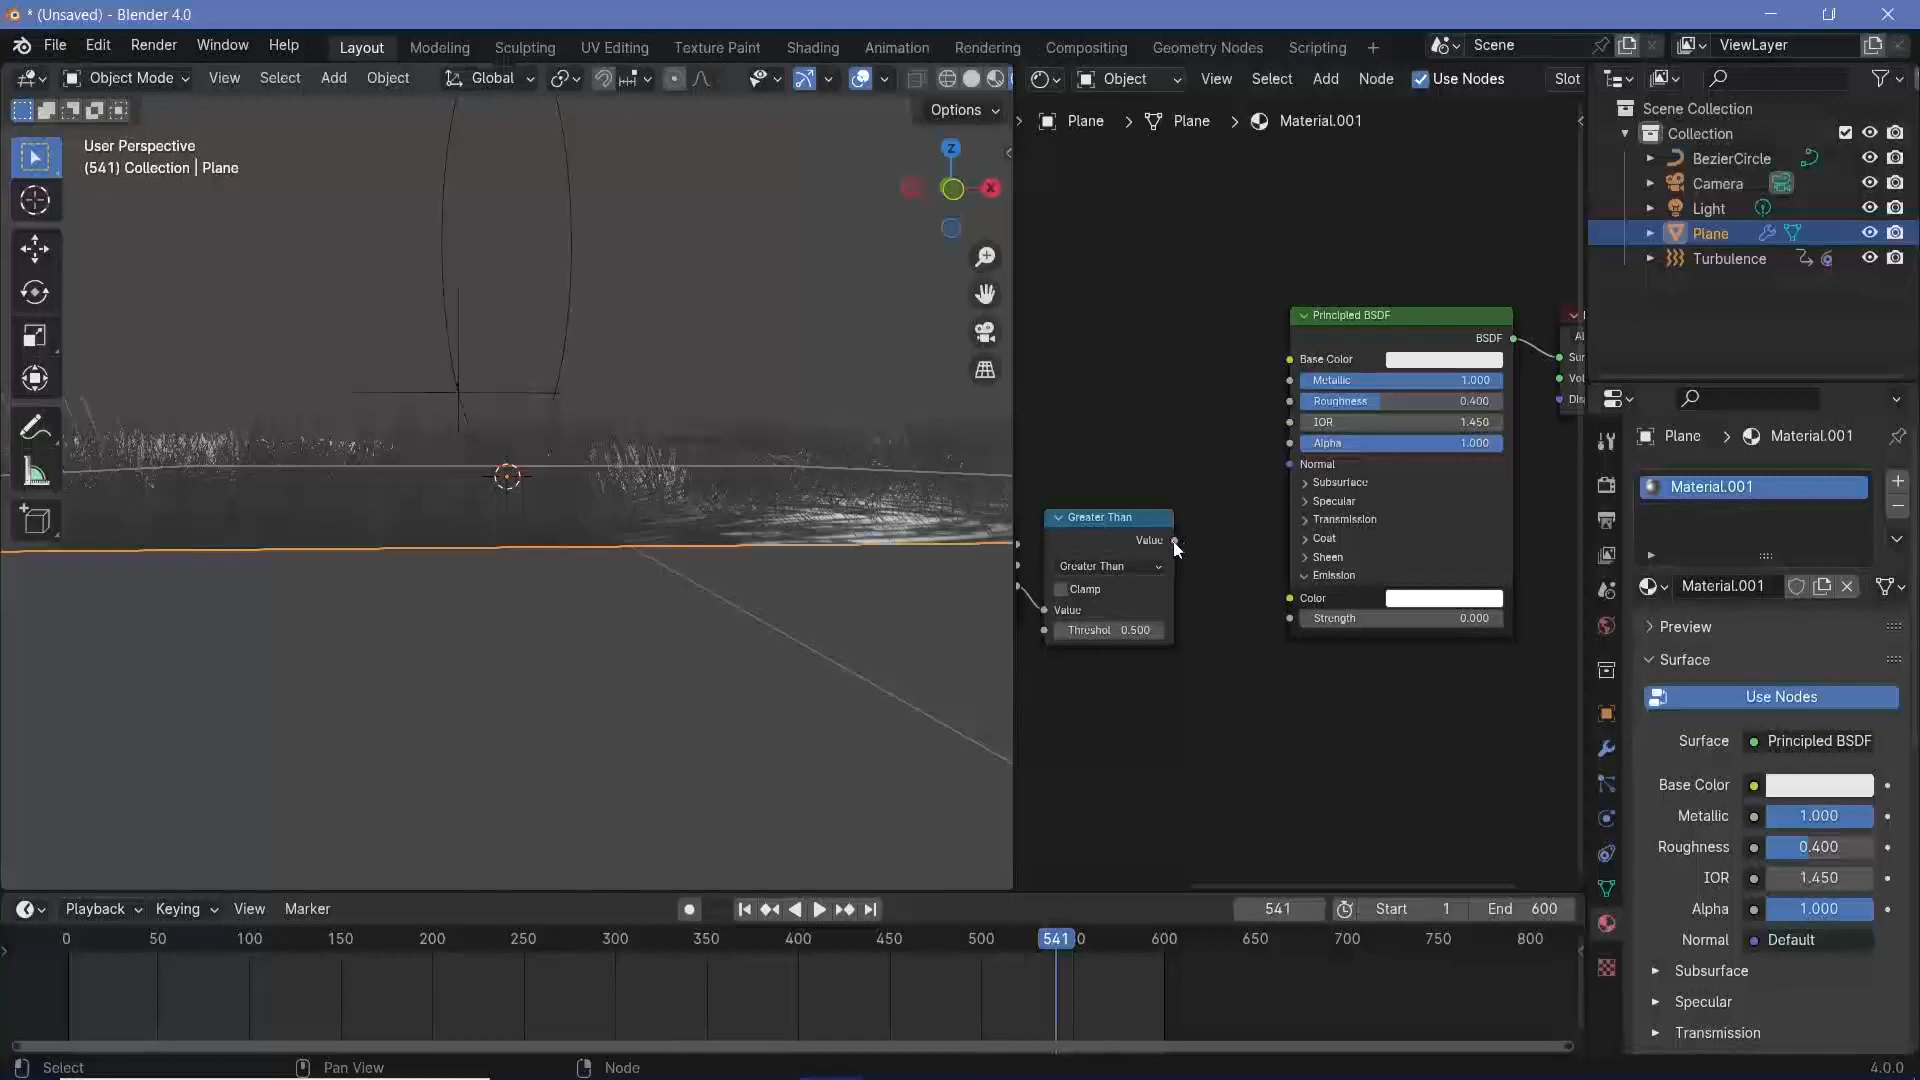 * (Unsaved) - Blender 4.0
File Edit Render Window Help Layout Modeling Sculpting UV Editing Texture Paint Shading Animation Rendering Compositing Geometry Nodes Scripting + Scene ViewLayer
Object Mode View Select Add Object Global Object View Select Add Node Use Nodes Slot
Options
Scene Collection
Plane > Plane > Material.001
Collection
User Perspective
(541) Collection | Plane
BezierCircle
Camera
Light
Plane
Turbulence
Z
X
Principled BSDF
BSDF
Base Color
Metallic 1.000
Roughness 0.400
IOR 1.450
Alpha 1.000
Normal
Subsurface
Specular
Transmission
Coat
Sheen
Emission
Color
Strength 0.000
Greater Than
Value
Greater Than
Clamp
Value
Threshol 0.500
Plane > Material.001
Material.001
Material.001
Preview
Surface
Use Nodes
Surface Principled BSDF
Base Color
Metallic 1.000
Roughness 0.400
IOR 1.450
Alpha 1.000
Normal Default
Subsurface
Specular
Transmission
Playback Keying View Marker 541 Start 1 End 600
0 50 100 150 200 250 300 350 400 450 500 541 0 600 650 700 750 800
Select Pan View Node 4.0.0